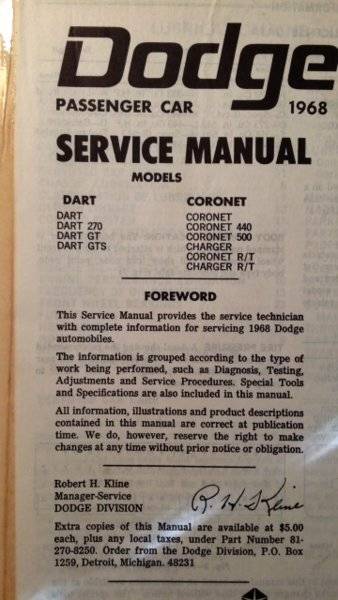 Dodge
PASSENGER CAR 1968
SERVICE MANUAL
MODELS
DART CORONET
DART CORONET
DART 270 CORONET 440
DART GT CORONET 500
DART GTS CHARGER
CORONET R/T
CHARGER R/T
FOREWORD
This Service Manual provides the service technician
with complete information for servicing 1968 Dodge
automobiles.
The information is grouped according to the type of
work being performed, such as Diagnosis, Testing,
Adjustments and Service Procedures. Special Tools
and Specifications are also included in this manual.
All information, illustrations and product descriptions
contained in this manual are correct at publication
time. We do, however, reserve the right to make
changes at any time without prior notice or obligation.
Robert H. Kline
Manager-Service
DODGE DIVISION
R. H. Kline
Extra copies of this Manual are available at $5.00
each, plus any local taxes, under Part Number 81-
270-8250. Order from the Dodge Division, P.O. Box
1259, Detroit, Michigan. 48231